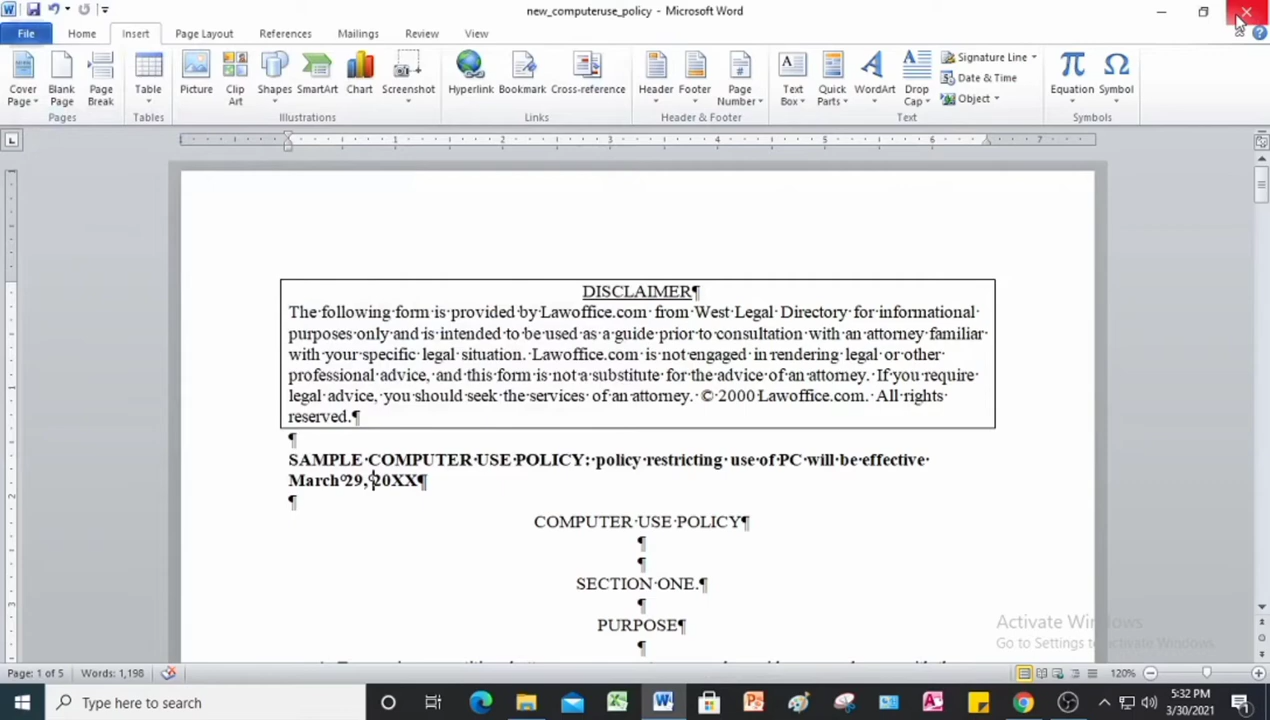 new_computeruse_policy - Microsoft Word
File Home Insert Page Layout References Mailings Review View
Cover Page
Blank Page
Page Break
Table
Picture
Clip Art
Shapes
SmartArt
Chart
Screenshot
Hyperlink
Bookmark
Cross-reference
Header
Footer
Page Number
Text Box
Quick Parts
WordArt
Drop Cap
Signature Line
Date & Time
Object
Equation
Symbol
Pages Tables Illustrations Links Header & Footer Text Symbols
1 2 3 4 5 6 7
DISCLAIMER¶
The·following·form·is·provided·by·Lawoffice.com··from·West·Legal·Directory·for·informational·
purposes·only·and·is·intended·to·be·used·as·a·guide·prior·to·consultation·with·an·attorney·familiar·
with·your·specific·legal·situation.··Lawoffice.com··is·not·engaged·in·rendering·legal·or·other·
professional·advice,·and·this·form·is·not·a·substitute·for·the·advice·of·an·attorney.··If·you·require·
legal·advice,·you·should·seek·the·services·of·an·attorney.·©·2000·Lawoffice.com.··All·rights·
reserved.¶
¶
SAMPLE·COMPUTER·USE·POLICY:·policy·restricting·use·of·PC·will·be·effective·
March°29,°20XX¶
¶
COMPUTER·USE·POLICY¶
¶
¶
SECTION·ONE.¶
¶
PURPOSE¶
¶
1
3
Activate Windows
Go to Settings to activate Windows.
Page: 1 of 5 Words: 1,198 120%
Type here to search
5:32 PM
3/30/2021